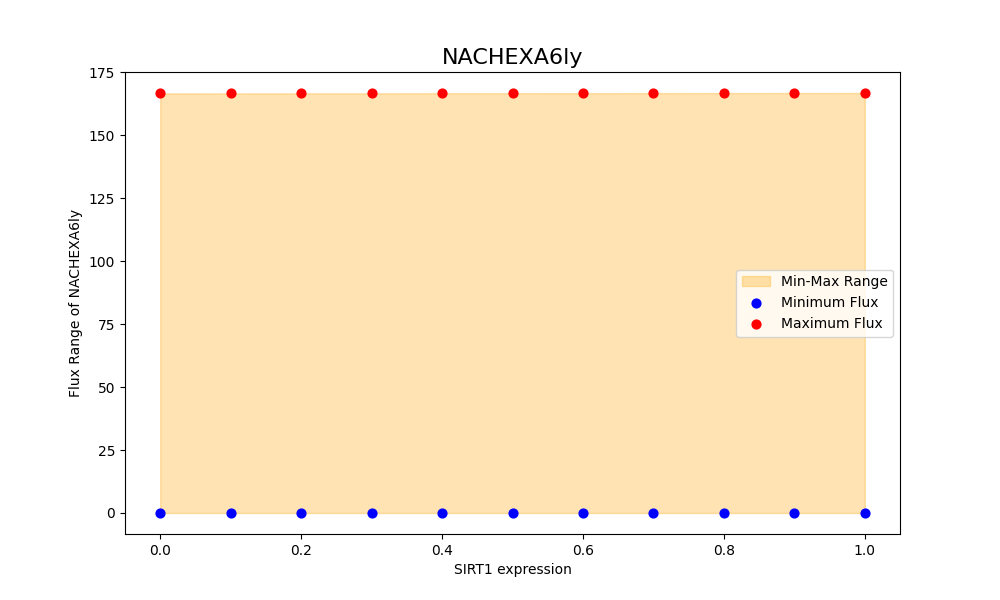 NACHEXA6ly
Flux Range of NACHEXA6ly
175
150
125
100
75
50
25
0
Min-Max Range
Minimum Flux
Maximum Flux
0.0
0.2
0.4
0.6
0.8
1.0
SIRT1 expression